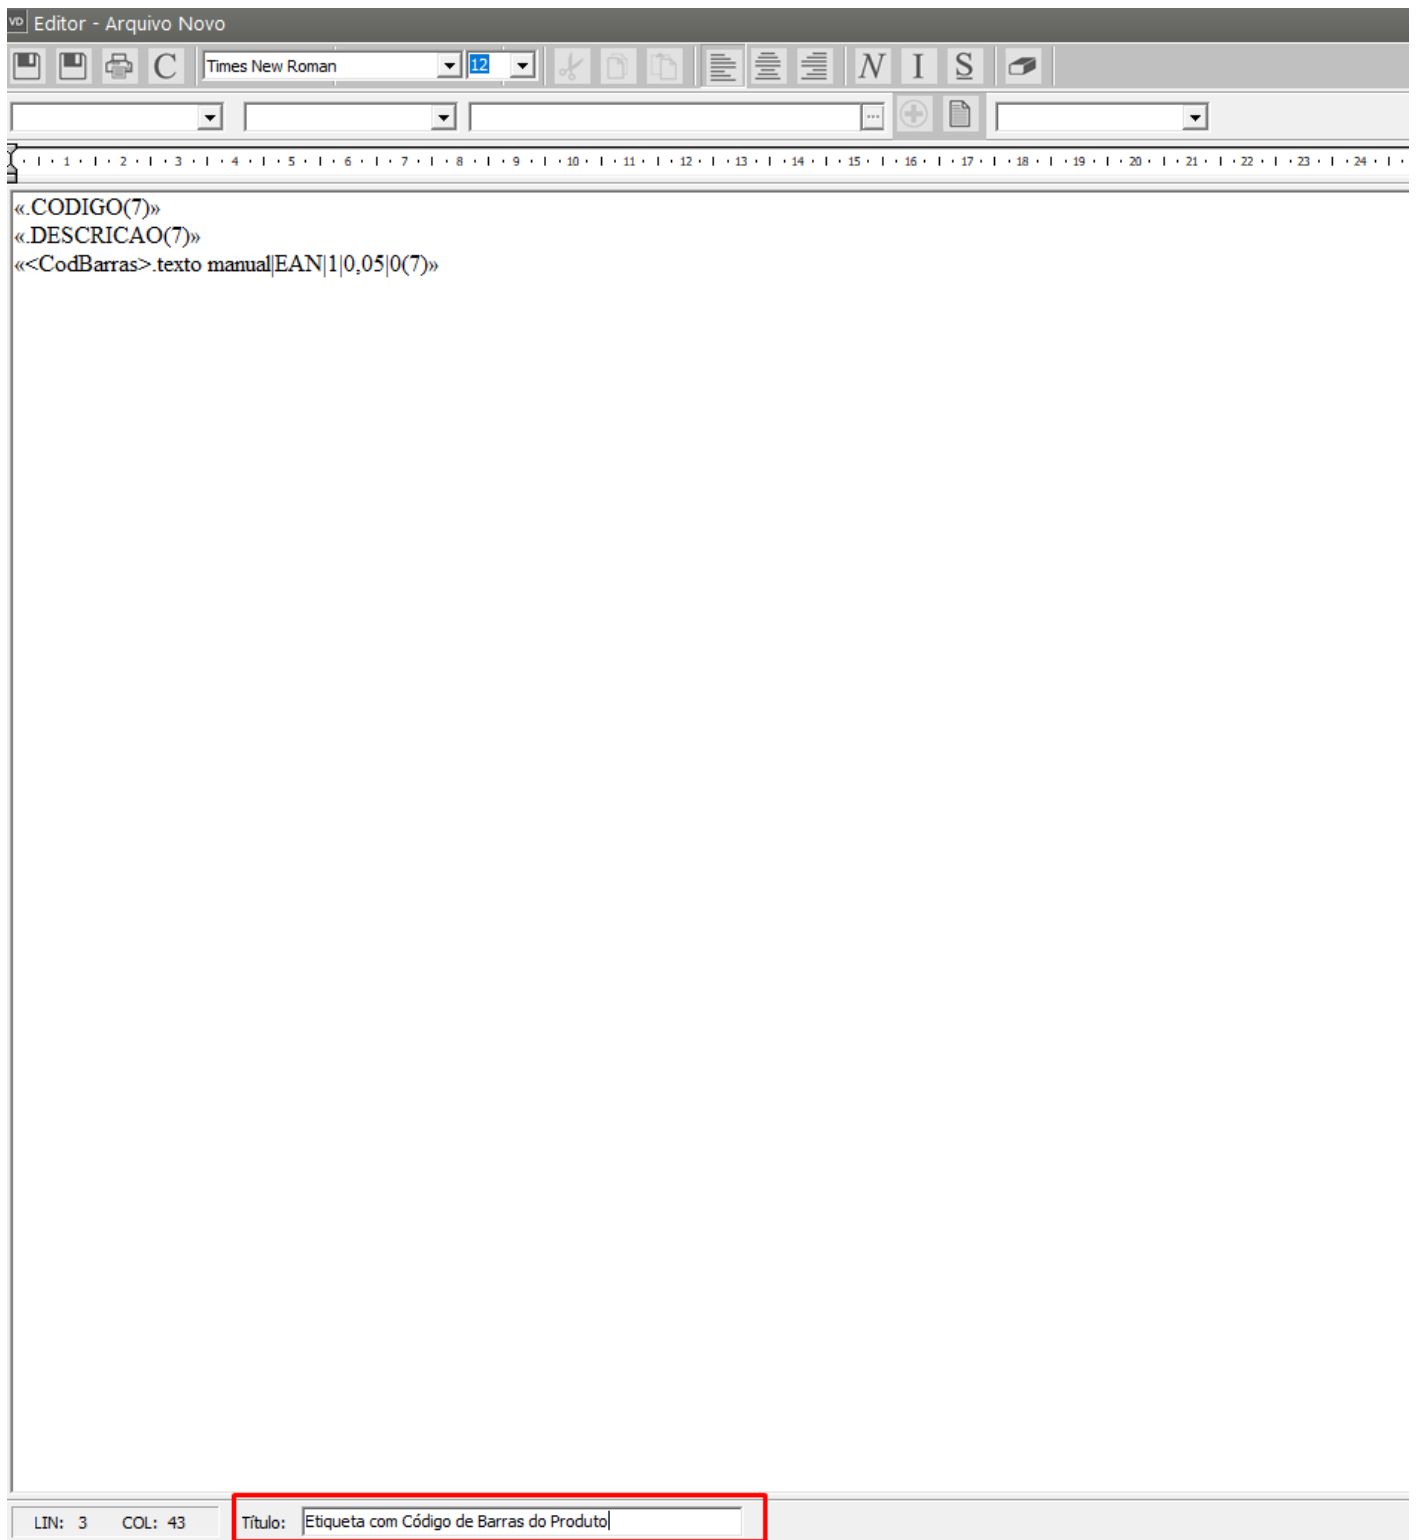 VD Editor - Arquivo Novo
C Times New Roman 12 N I S
...
1 2 3 4 5 6 7 8 9 10 11 12 13 14 15 16 17 18 19 20 21 22 23 24
«.CODIGO(7)»
«.DESCRICAO(7)»
«<CodBarras>.texto manual|EAN|1|0,05|0(7)»
LIN: 3 COL: 43 Título: Etiqueta com Código de Barras do Produto